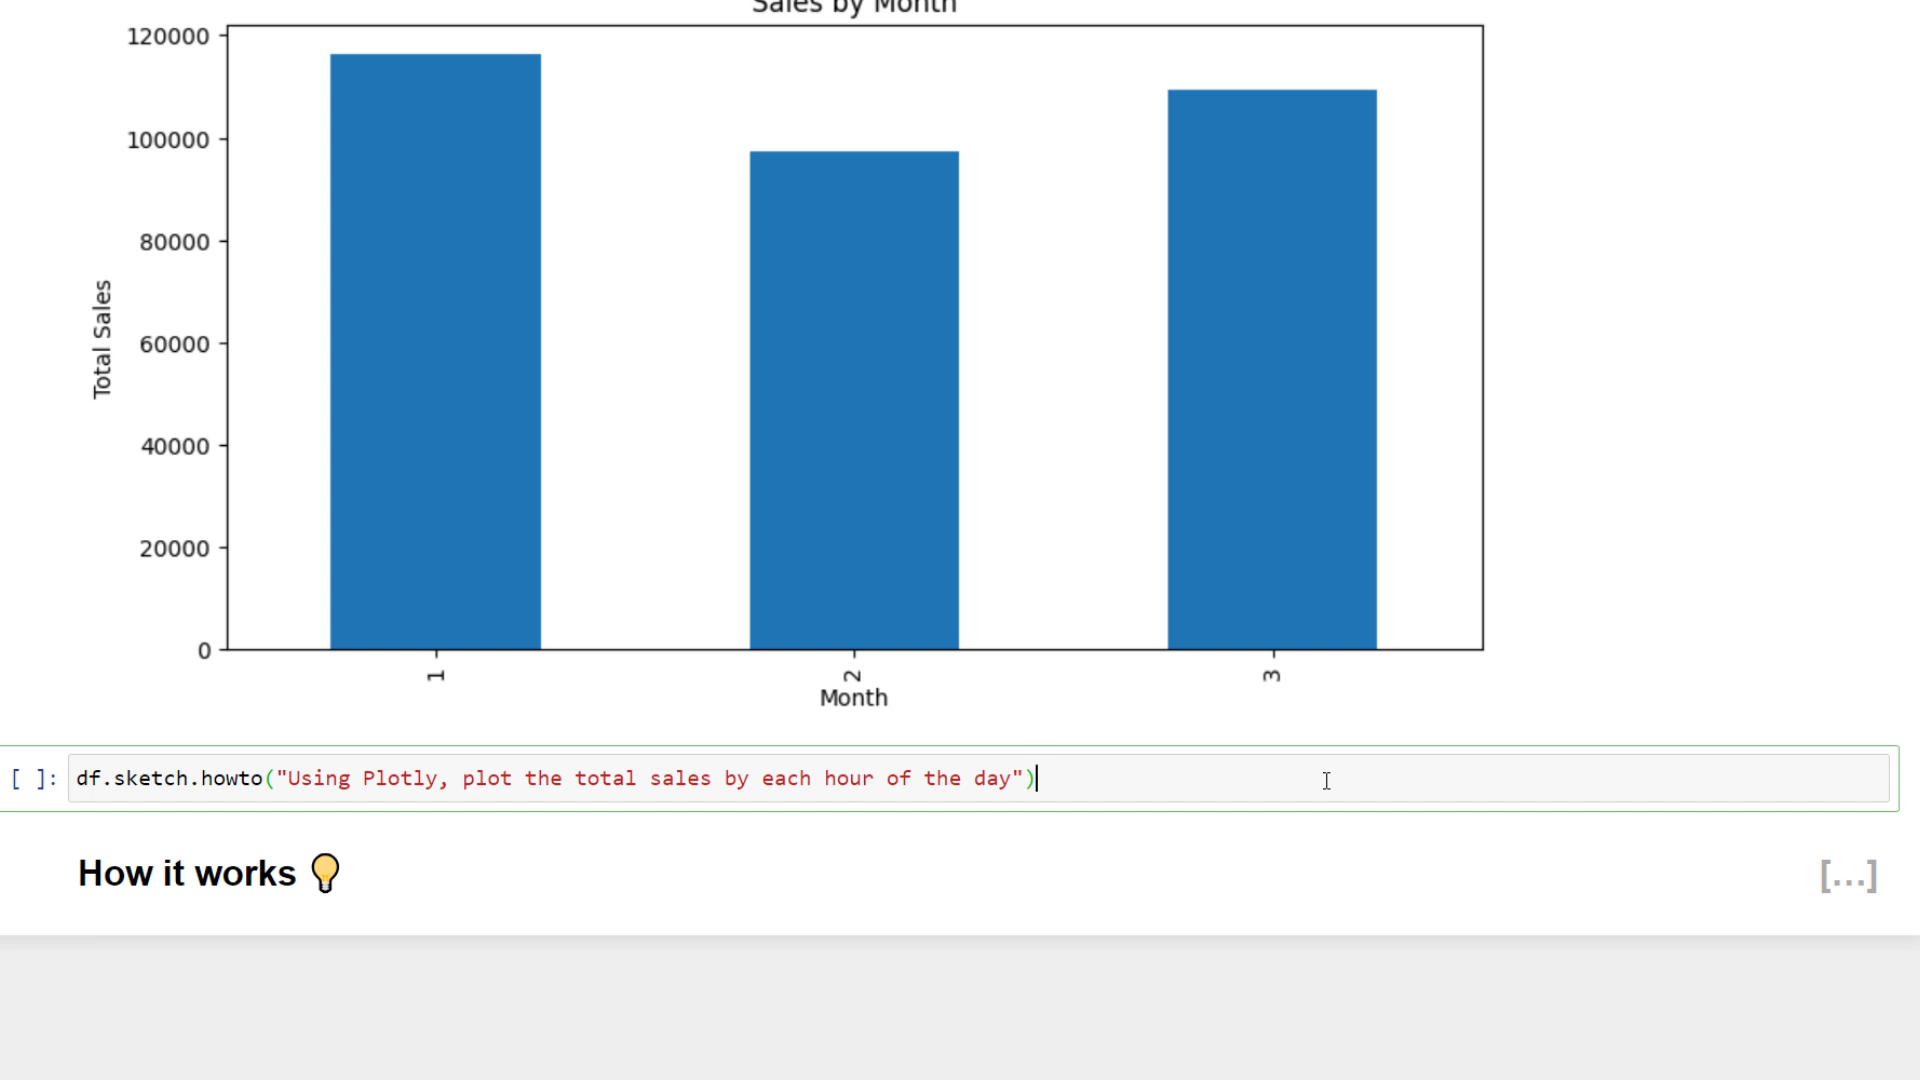 Sales by Month
120000
100000
80000
60000
40000
20000
0
Total Sales
1 2 3
Month
[ ]: df.sketch.howto("Using Plotly, plot the total sales by each hour of the day")
How it works
[...]